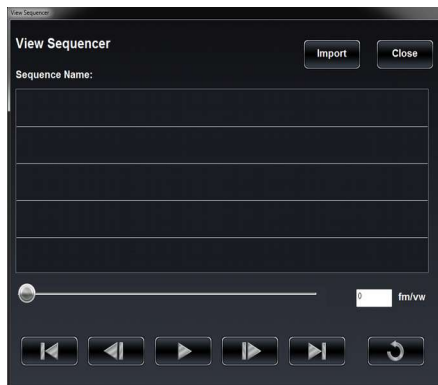 View Sequencer
View Sequencer
Import
Close
Sequence Name:
0
fm/vw